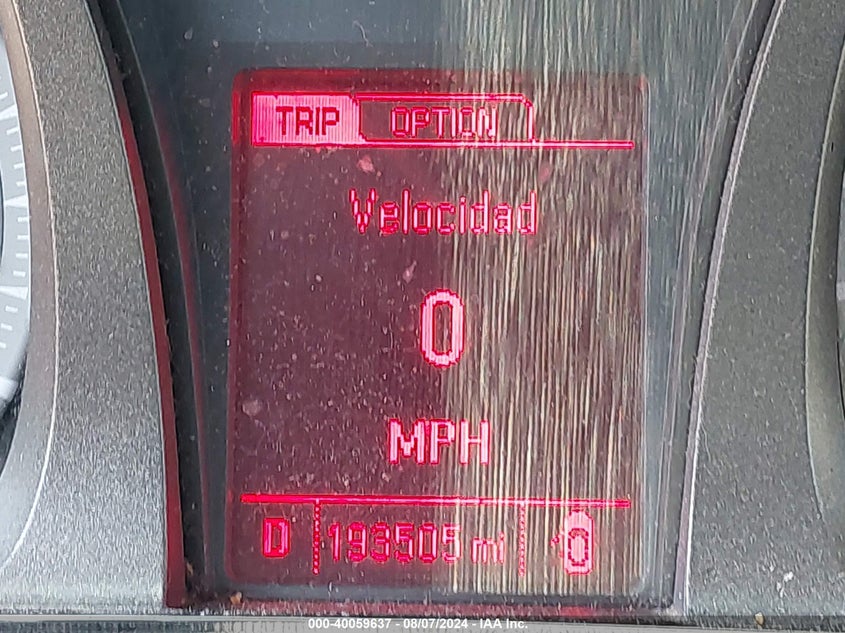 TRIP OPTION
Velocidad
0
MPH
D 193505 mi
000-40059637 - 08/07/2024 - IAA Inc.